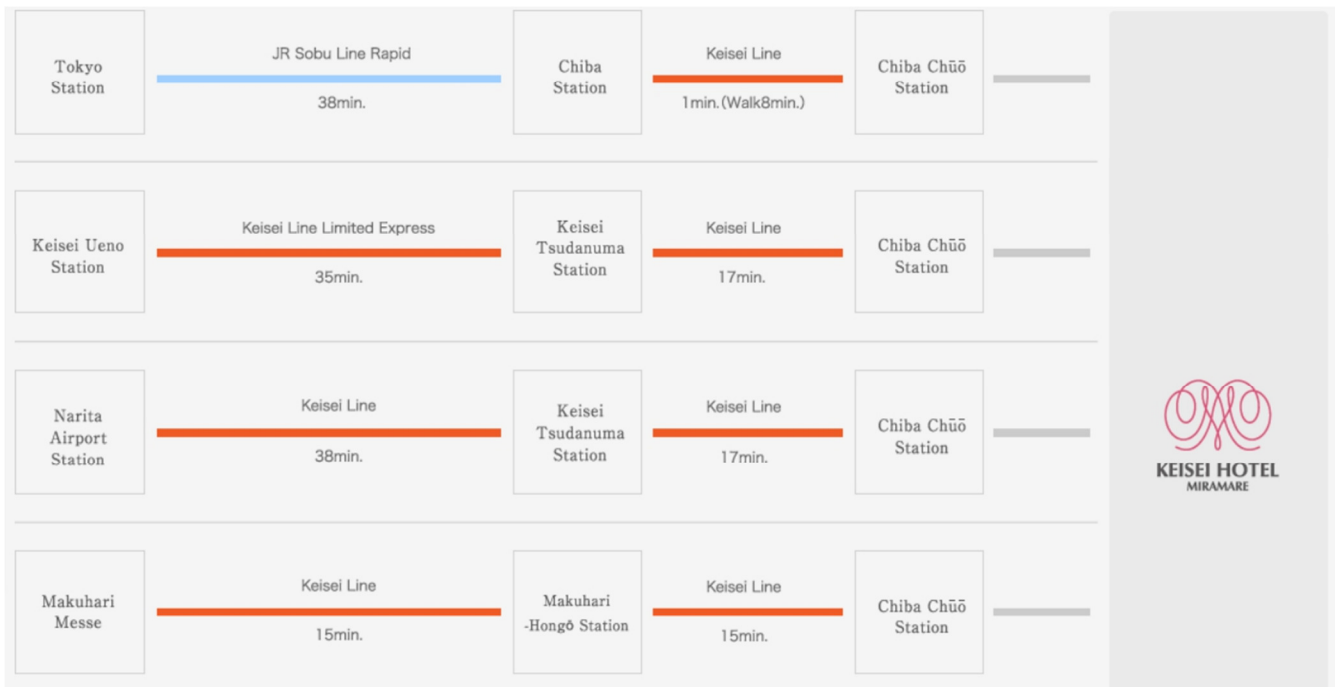 JR Sobu Line Rapid
Keisei Line
Tokyo
Station
Chiba
Station
Chiba Chūō
Station
38min.
1min.(Walk8min.)
Keisei Line Limited Express
Keisei Line
Keisei Ueno
Station
Keisei
Tsudanuma
Station
Chiba Chūō
Station
35min.
17min.
Keisei Line
Keisei Line
Narita
Airport
Station
Keisei
Tsudanuma
Station
Chiba Chūō
Station
38min.
17min.
KEISEI HOTEL
MIRAMARE
Keisei Line
Keisei Line
Makuhari
Messe
Makuhari
-Hongō Station
Chiba Chūō
Station
15min.
15min.